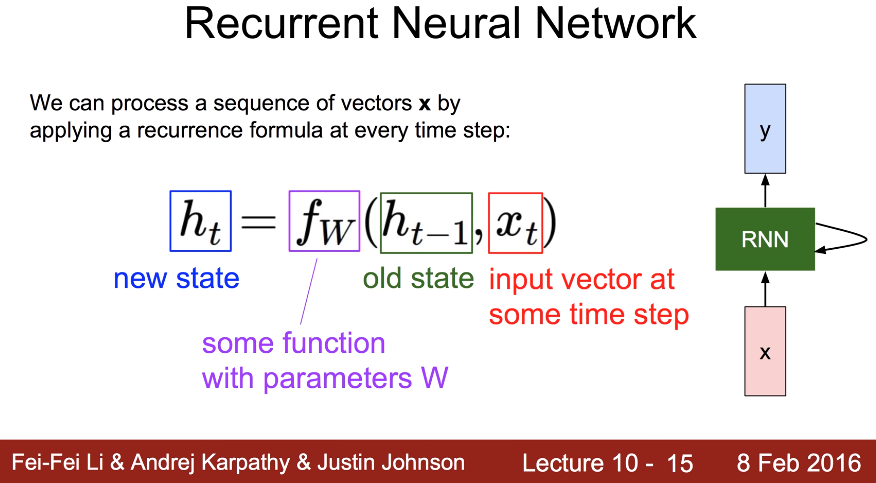 Recurrent Neural Network
We can process a sequence of vectors x by
applying a recurrence formula at every time step:
h_t = f_W(h_{t-1}, x_t)
new state
old state
input vector at
some time step
some function
with parameters W
y
RNN
x
Fei-Fei Li & Andrej Karpathy & Justin Johnson
Lecture 10 - 15
8 Feb 2016